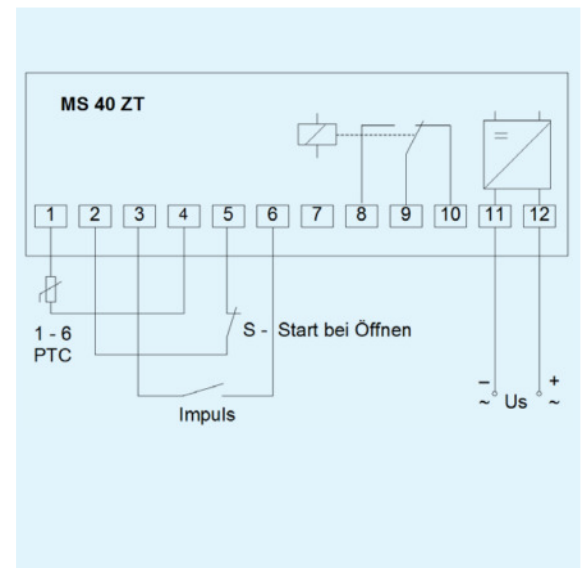 MS 40 ZT
=
1 2 3 4 5 6 7 8 9 10 11 12
1 - 6
PTC
S - Start bei Öffnen
Impuls
– +
~ Us ~